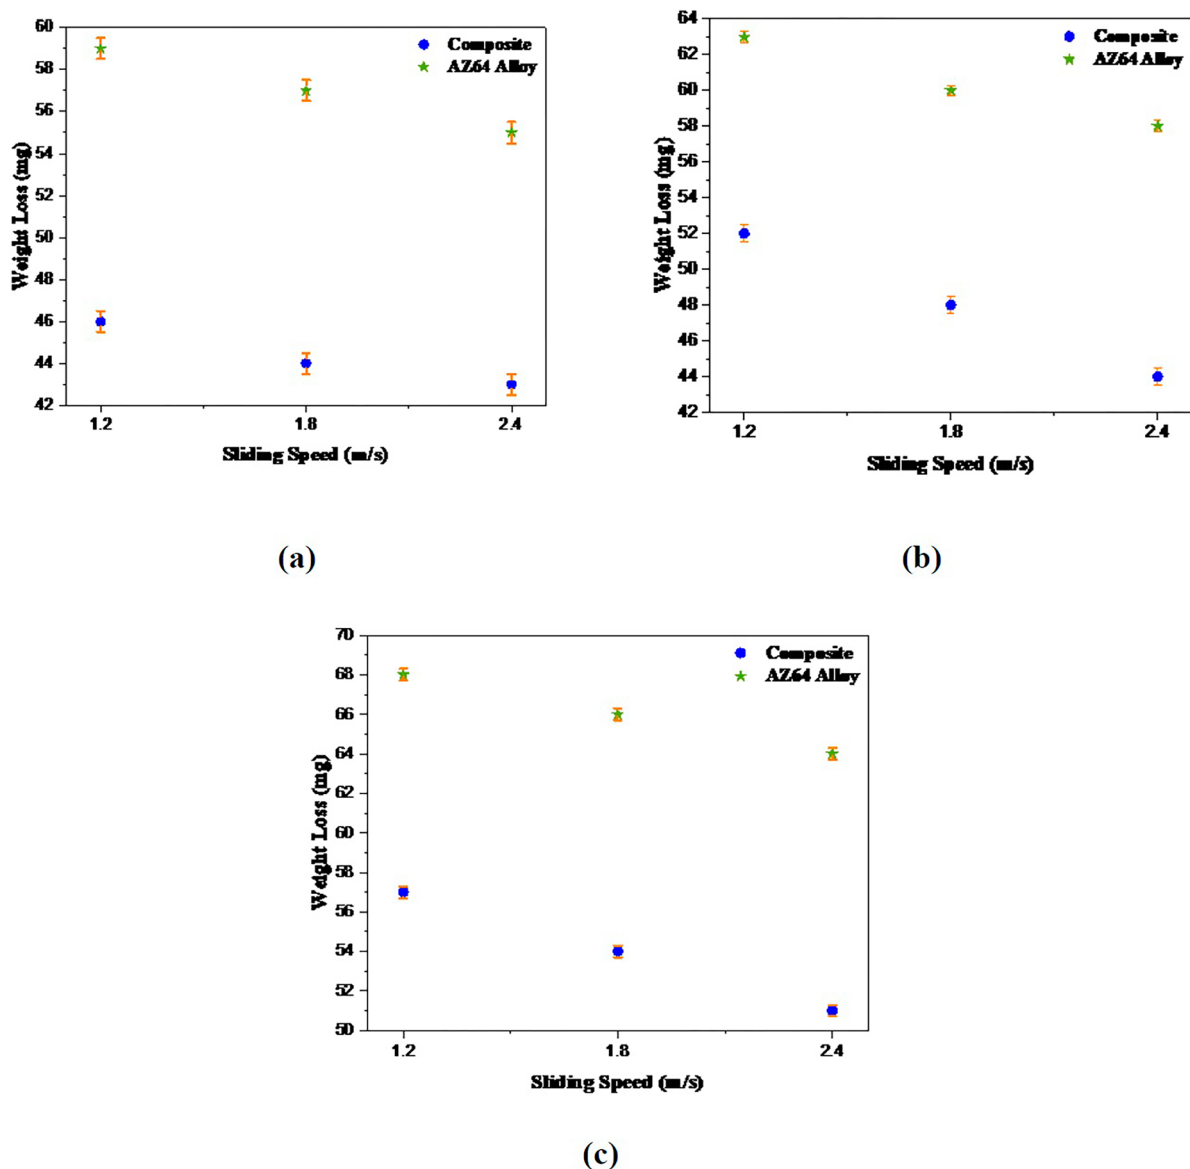 60
58
56
54
52
50
48
46
44
42
Weight Loss (mg)
Composite
AZ64 Alloy
1.2
1.8
2.4
Sliding Speed (m/s)
(a)
64
62
60
58
56
54
52
50
48
46
44
42
Weight Loss (mg)
Composite
AZ64 Alloy
1.2
1.8
2.4
Sliding Speed (m/s)
(b)
70
68
66
64
62
60
58
56
54
52
50
Weight Loss (mg)
Composite
AZ64 Alloy
1.2
1.8
2.4
Sliding Speed (m/s)
(c)